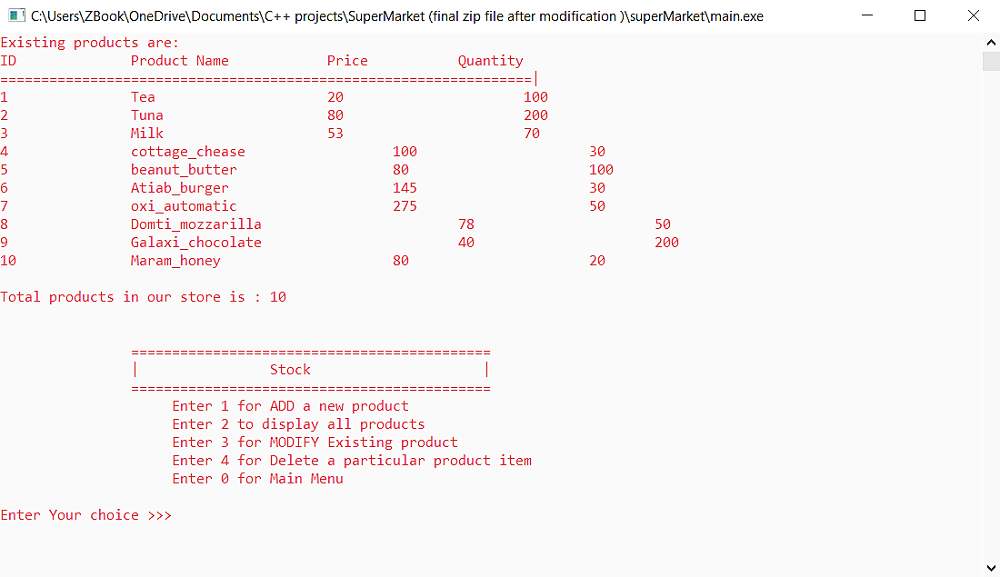 C:\Users\ZBook\OneDrive\Documents\C++ projects\SuperMarket (final zip file after modification )\superMarket\main.exe
Existing products are:
ID Product Name Price Quantity
=================================================================|
1 Tea 20 100
2 Tuna 80 200
3 Milk 53 70
4 cottage_chease 100 30
5 beanut_butter 80 100
6 Atiab_burger 145 30
7 oxi_automatic 275 50
8 Domti_mozzarilla 78 50
9 Galaxi_chocolate 40 200
10 Maram_honey 80 20
Total products in our store is : 10
============================================
| Stock |
============================================
Enter 1 for ADD a new product
Enter 2 to display all products
Enter 3 for MODIFY Existing product
Enter 4 for Delete a particular product item
Enter 0 for Main Menu
Enter Your choice >>>